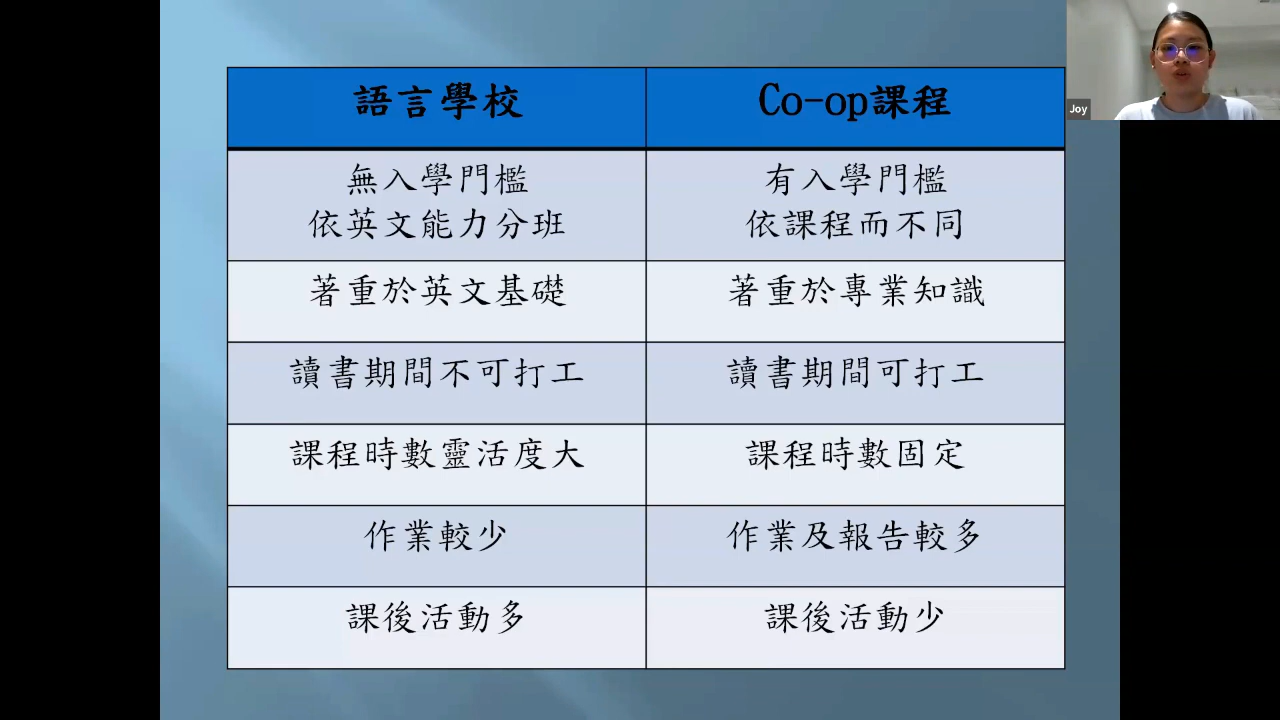 語言學校
Co-op課程
無入學門檻
依英文能力分班
有入學門檻
依課程而不同
著重於英文基礎
著重於專業知識
讀書期間不可打工
讀書期間可打工
課程時數靈活度大
課程時數固定
作業較少
作業及報告較多
課後活動多
課後活動少
Joy